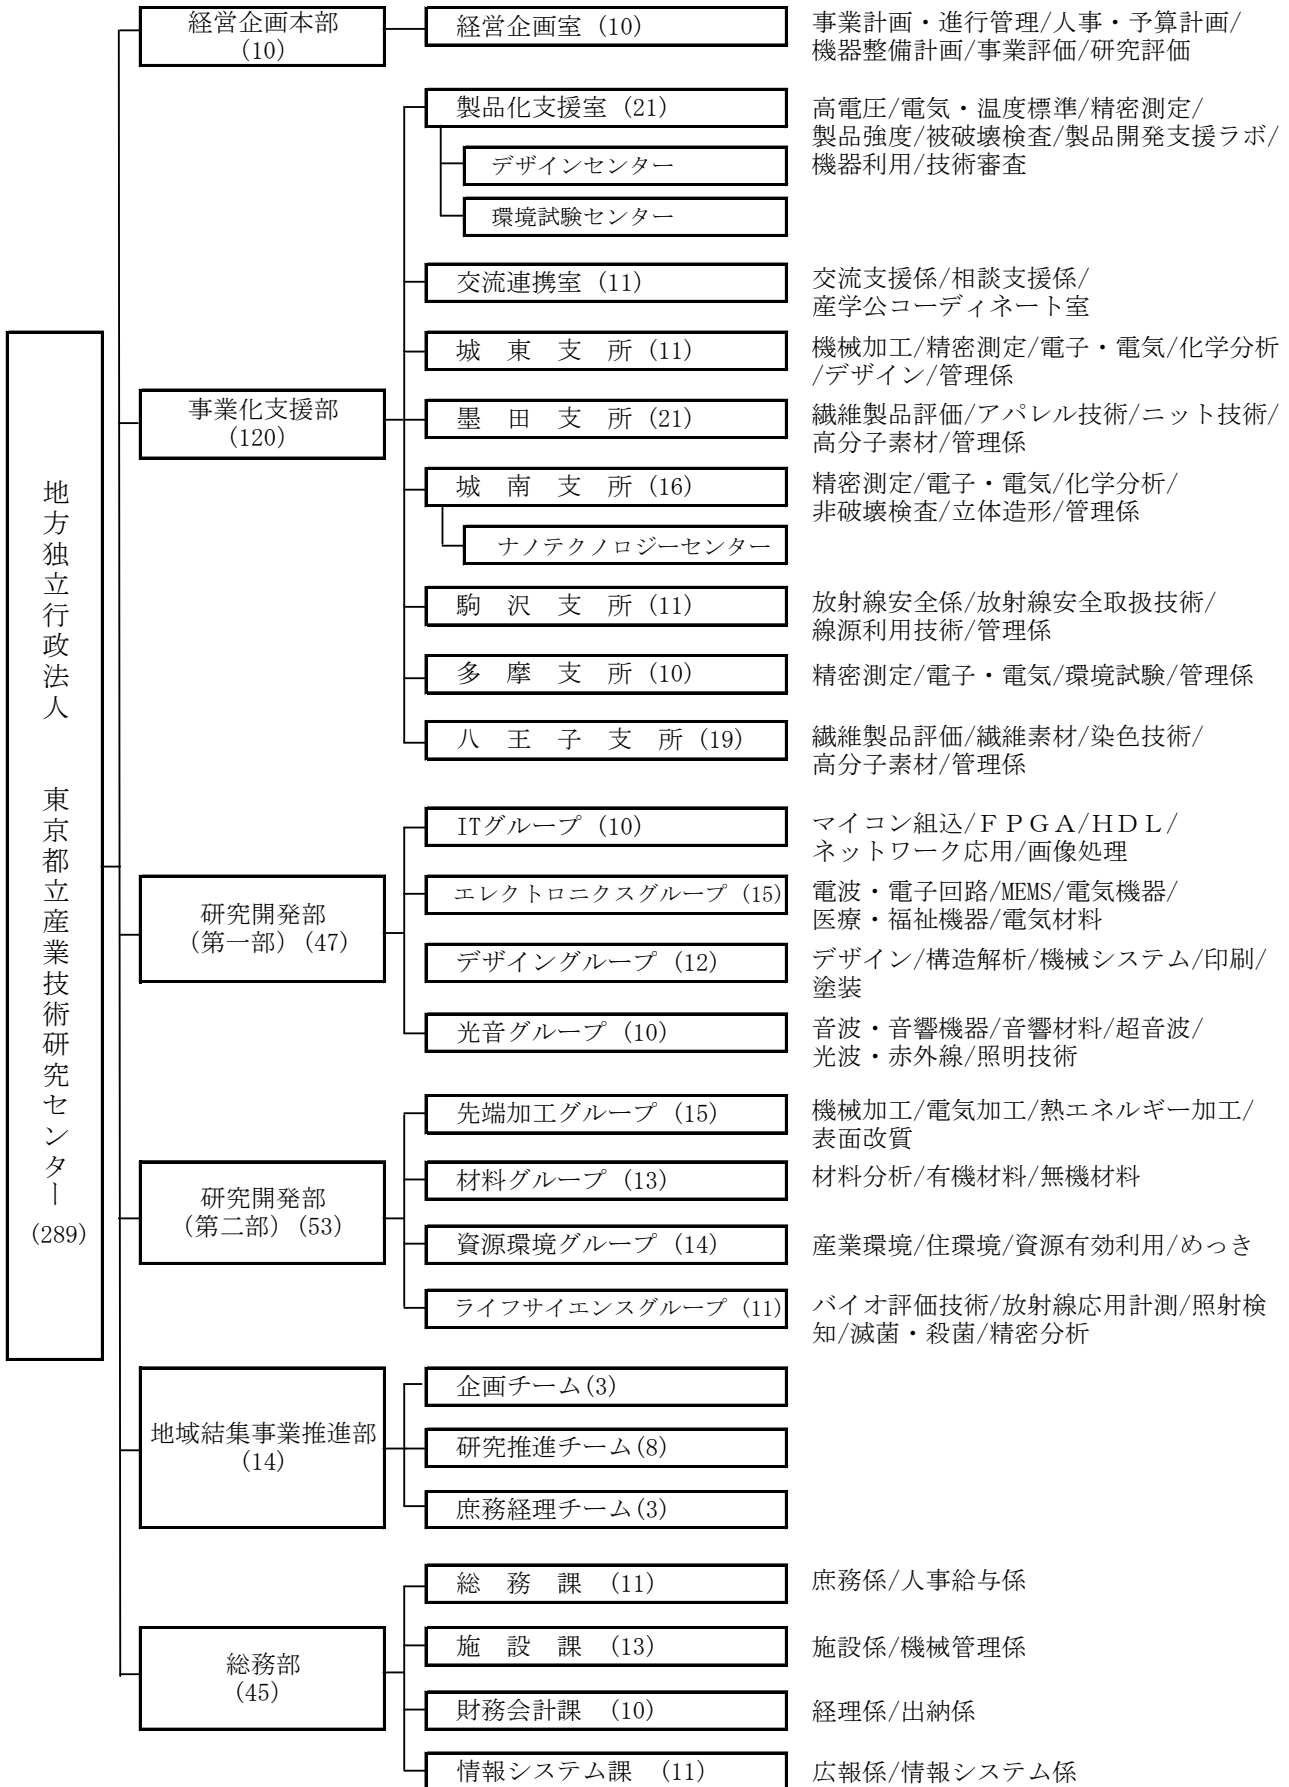 経営企画本部
(10)
経営企画室 (10)
事業計画・進行管理/人事・予算計画/
機器整備計画/事業評価/研究評価
製品化支援室 (21)
高電圧/電気・温度標準/精密測定/
製品強度/被破壊検査/製品開発支援ラボ/
機器利用/技術審査
デザインセンター
環境試験センター
交流連携室 (11)
交流支援係/相談支援係/
産学公コーディネート室
城 東 支 所 (11)
機械加工/精密測定/電子・電気/化学分析
/デザイン/管理係
事業化支援部
(120)
墨 田 支 所 (21)
繊維製品評価/アパレル技術/ニット技術/
高分子素材/管理係
城 南 支 所 (16)
精密測定/電子・電気/化学分析/
非破壊検査/立体造形/管理係
ナノテクノロジーセンター
駒 沢 支 所 (11)
放射線安全係/放射線安全取扱技術/
線源利用技術/管理係
多 摩 支 所 (10)
精密測定/電子・電気/環境試験/管理係
八 王 子 支 所 (19)
繊維製品評価/繊維素材/染色技術/
高分子素材/管理係
地方独立行政法人 東京都立産業技術研究センター
(289)
ITグループ (10)
マイコン組込/ＦＰＧＡ/ＨＤＬ/
ネットワーク応用/画像処理
研究開発部
(第一部) (47)
エレクトロニクスグループ (15)
電波・電子回路/MEMS/電気機器/
医療・福祉機器/電気材料
デザイングループ (12)
デザイン/構造解析/機械システム/印刷/
塗装
光音グループ (10)
音波・音響機器/音響材料/超音波/
光波・赤外線/照明技術
先端加工グループ (15)
機械加工/電気加工/熱エネルギー加工/
表面改質
研究開発部
(第二部) (53)
材料グループ (13)
材料分析/有機材料/無機材料
資源環境グループ (14)
産業環境/住環境/資源有効利用/めっき
ライフサイエンスグループ (11)
バイオ評価技術/放射線応用計測/照射検
知/滅菌・殺菌/精密分析
地域結集事業推進部
(14)
企画チーム(3)
研究推進チーム(8)
庶務経理チーム(3)
総務部
(45)
総 務 課 (11)
庶務係/人事給与係
施 設 課 (13)
施設係/機械管理係
財務会計課 (10)
経理係/出納係
情報システム課 (11)
広報係/情報システム係